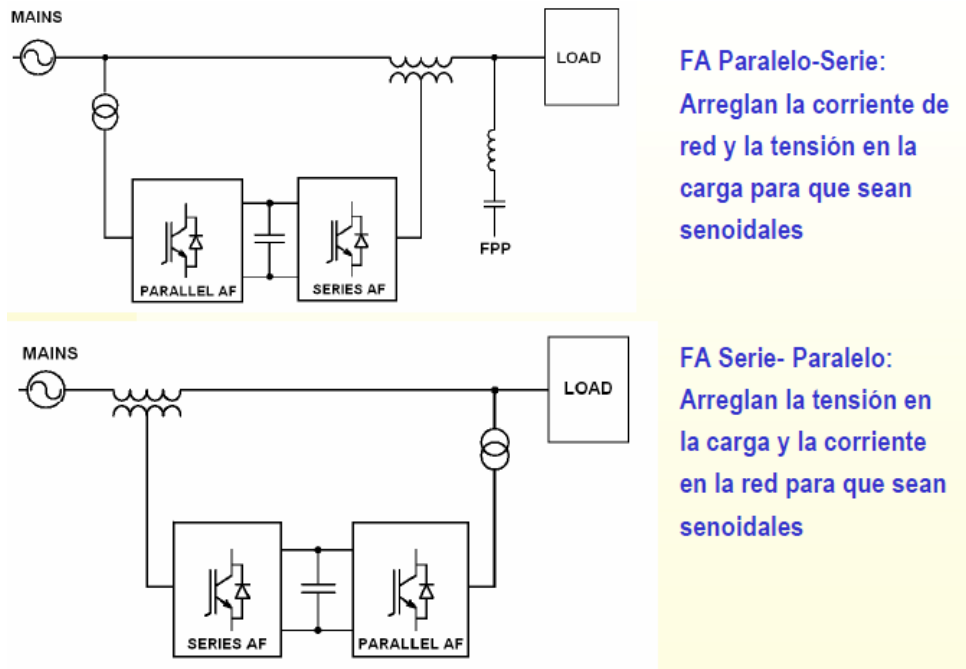 MAINS
LOAD
FPP
PARALLEL AF
SERIES AF
FA Paralelo-Serie:
Arreglan la corriente de
red y la tensión en la
carga para que sean
senoidales
MAINS
LOAD
SERIES AF
PARALLEL AF
FA Serie- Paralelo:
Arreglan la tensión en
la carga y la corriente
en la red para que sean
senoidales